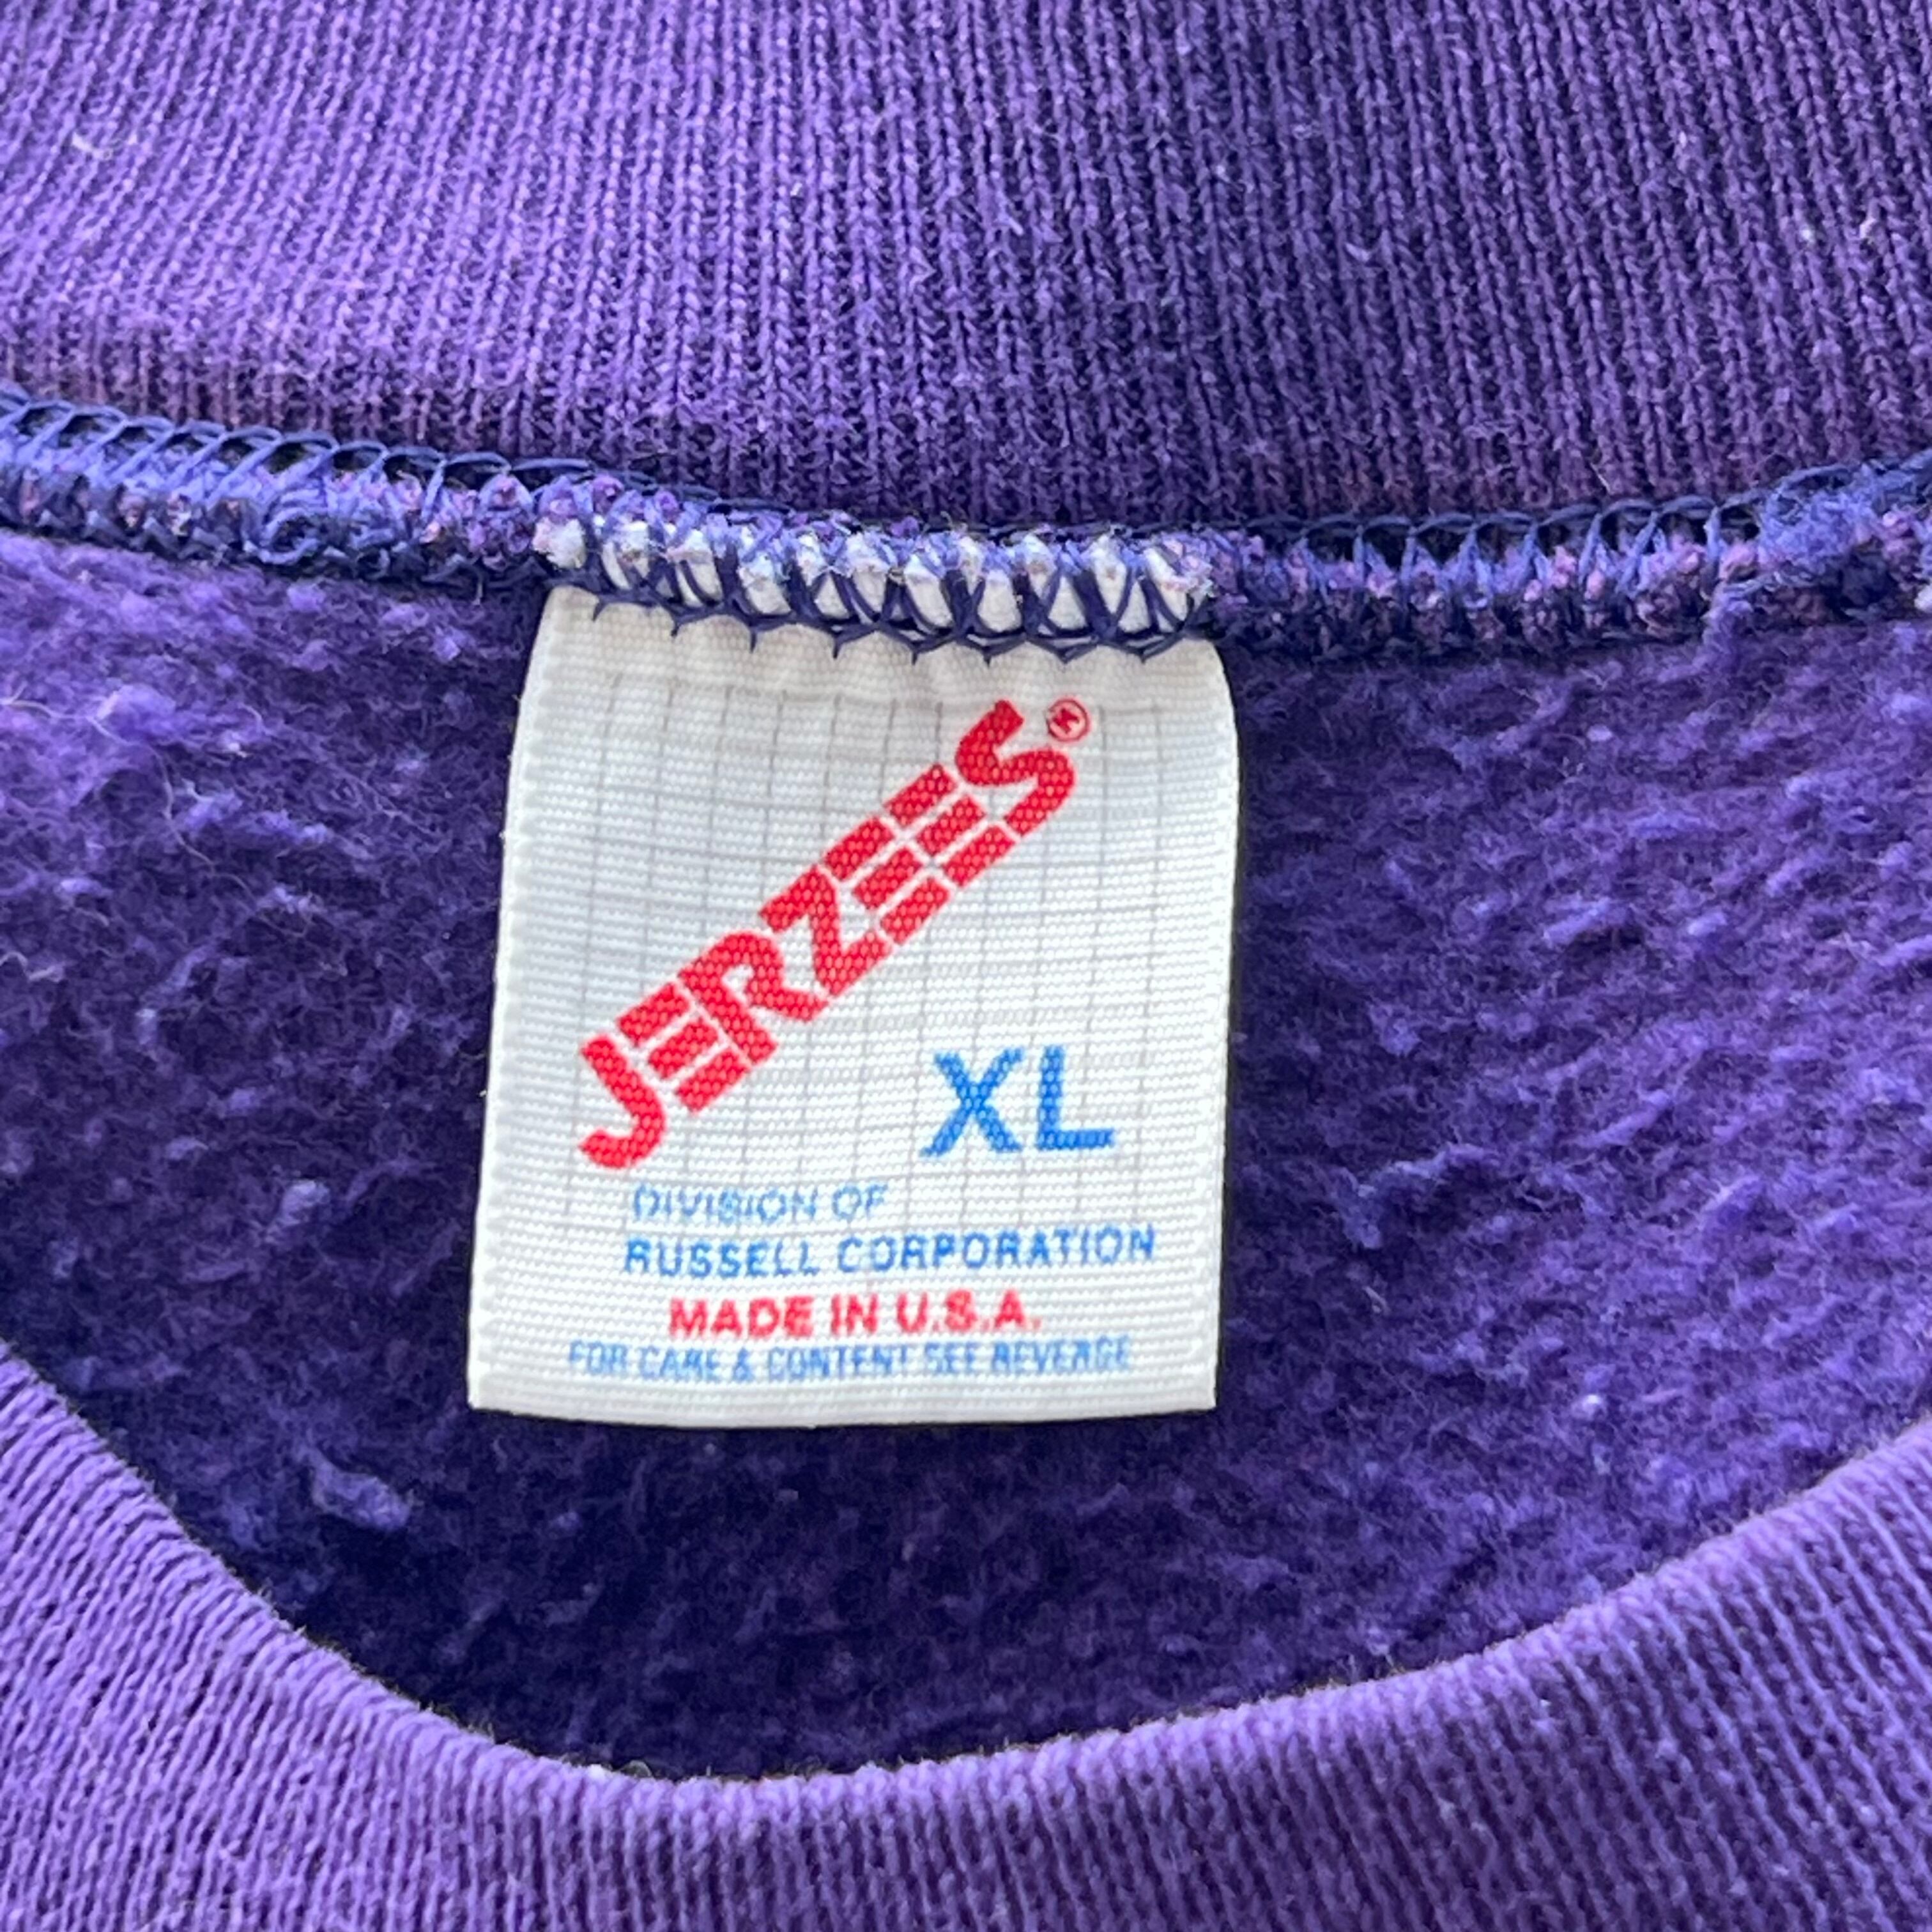 JERZEES®
XL
DIVISION OF
RUSSELL CORPORATION
MADE IN U.S.A.
FOR CARE & CONTENT SEE REVERSE